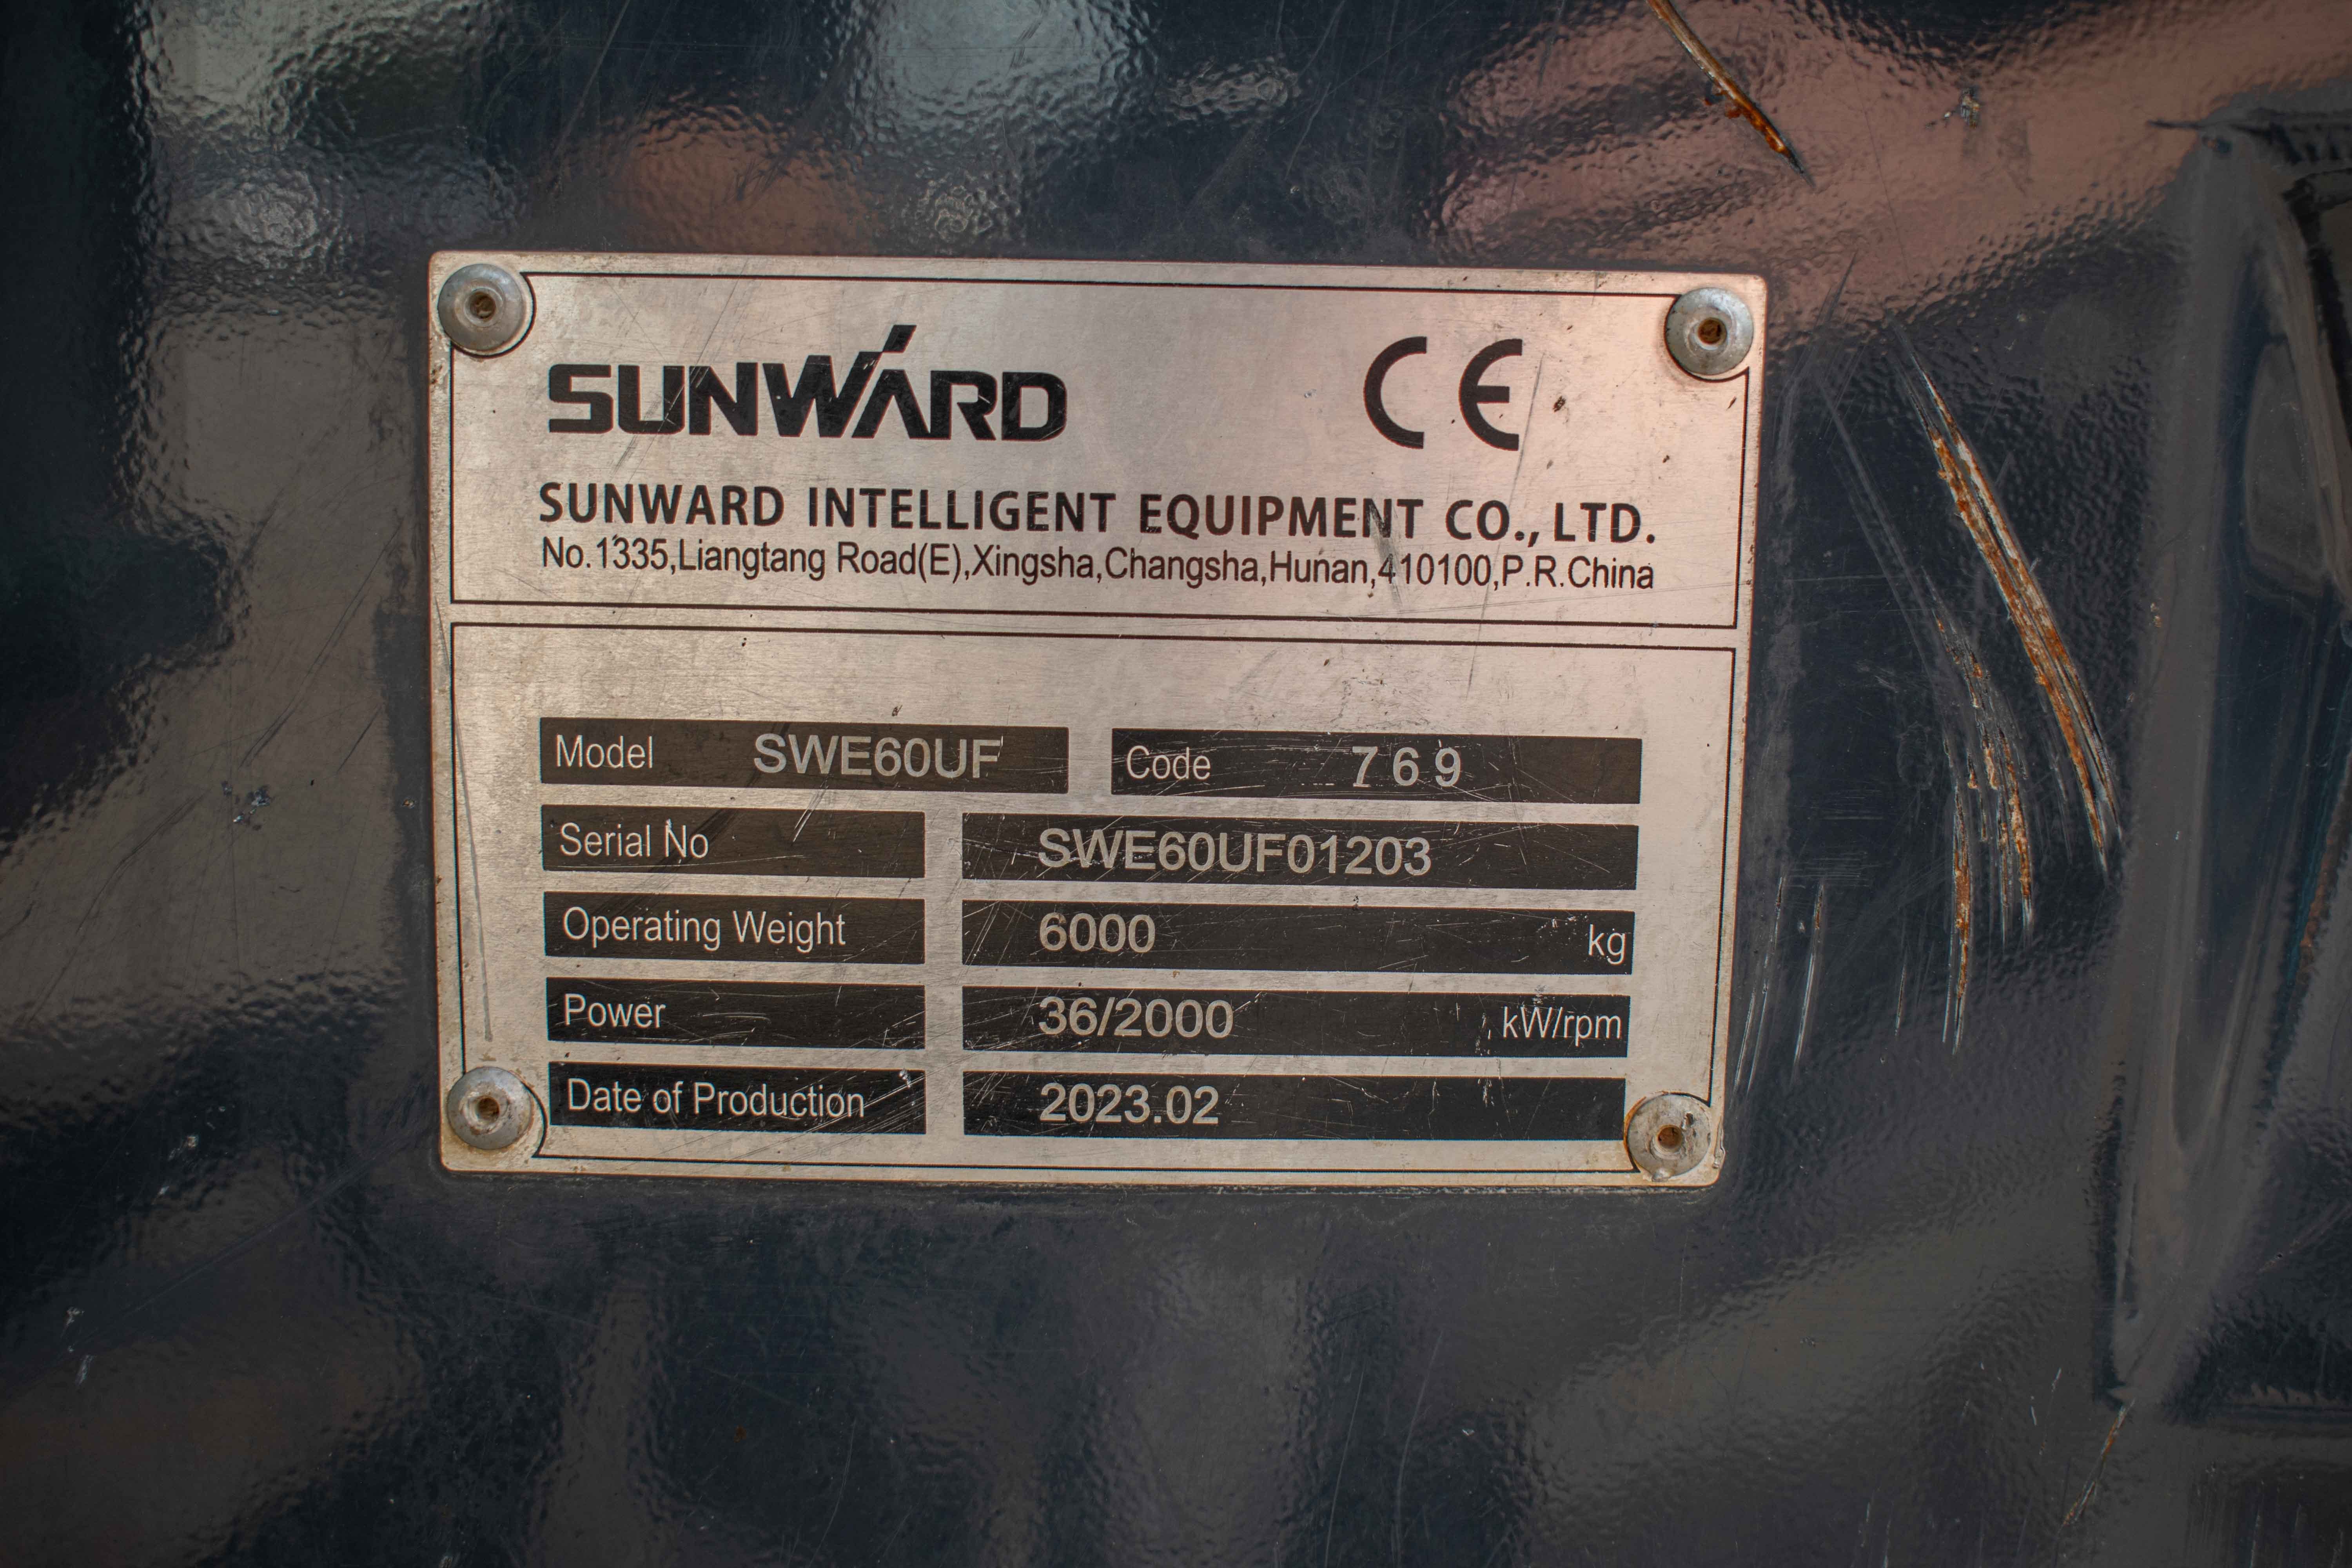 SUNWARD CE
SUNWARD INTELLIGENT EQUIPMENT CO., LTD.
No.1335,Liangtang Road(E),Xingsha,Changsha,Hunan,410100,P.R.China
Model SWE60UF Code 769
Serial No SWE60UF01203
Operating Weight 6000 kg
Power 36/2000 kW/rpm
Date of Production 2023.02